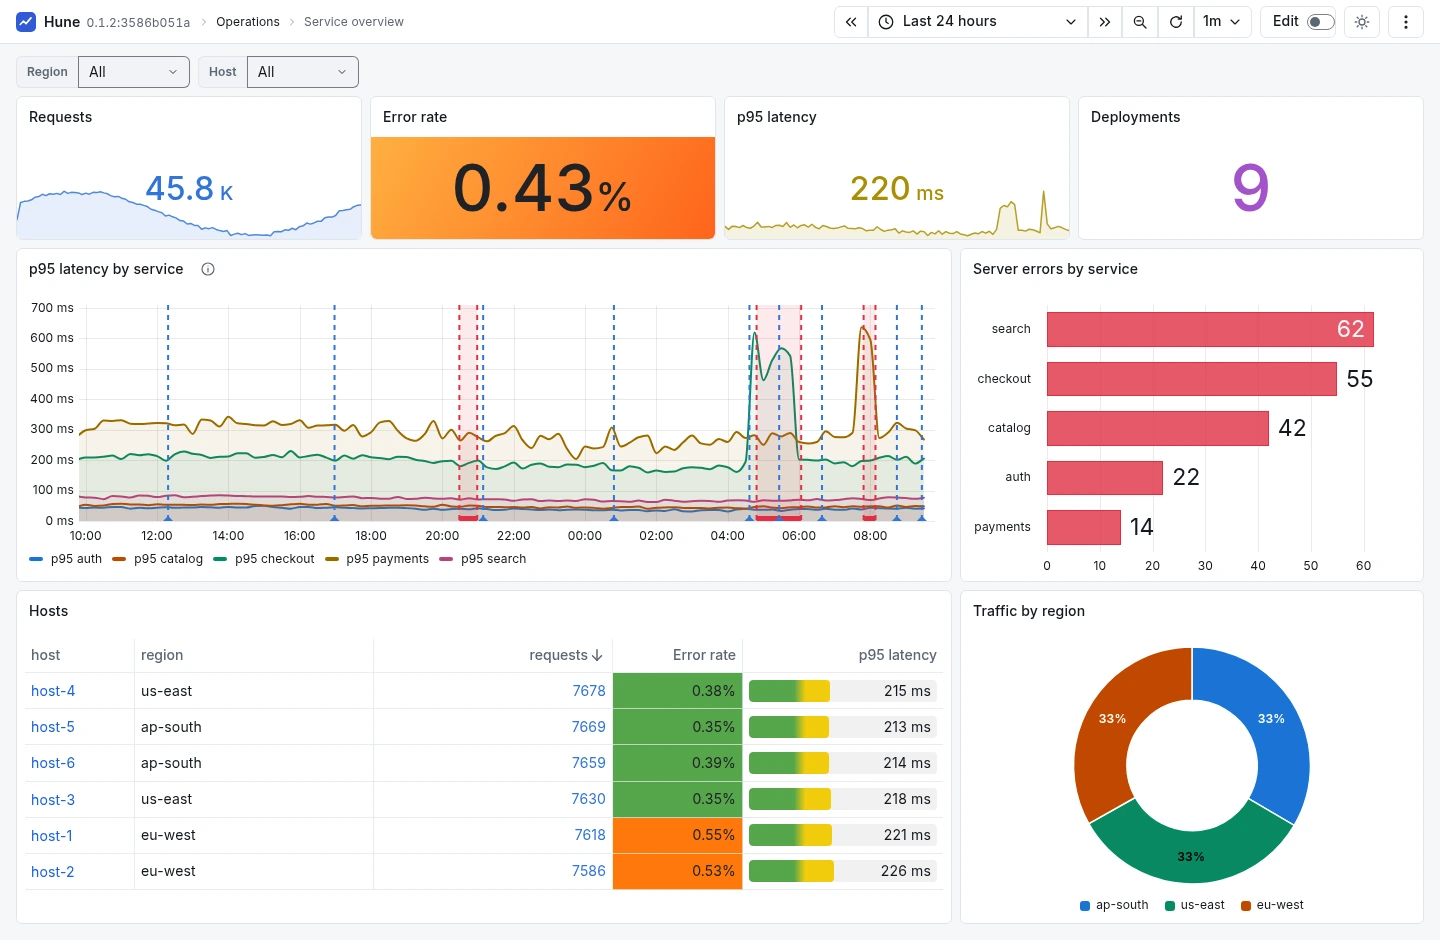 Hune 0.1.2:3586b051a Operations Service overview Last 24 hours 1m Edit
Region All Host All
Requests
45.8 K
Error rate
0.43%
p95 latency
220 ms
Deployments
9
p95 latency by service
700 ms
600 ms
500 ms
400 ms
300 ms
200 ms
100 ms
0 ms
10:00 12:00 14:00 16:00 18:00 20:00 22:00 00:00 02:00 04:00 06:00 08:00
p95 auth p95 catalog p95 checkout p95 payments p95 search
Server errors by service
search 62
checkout 55
catalog 42
auth 22
payments 14
0 10 20 30 40 50 60
Hosts
host region requests Error rate p95 latency
host-4 us-east 7678 0.38% 215 ms
host-5 ap-south 7669 0.35% 213 ms
host-6 ap-south 7659 0.39% 214 ms
host-3 us-east 7630 0.35% 218 ms
host-1 eu-west 7618 0.55% 221 ms
host-2 eu-west 7586 0.53% 226 ms
Traffic by region
33% 33%
33%
ap-south us-east eu-west